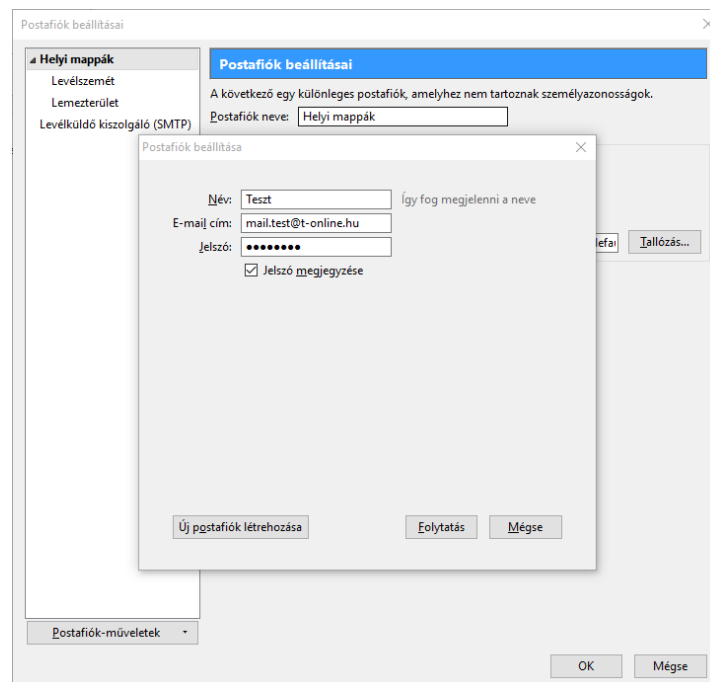 Postafiók beállításai
Helyi mappák
Levélszemét
Lemezterület
Levélküldő kiszolgáló (SMTP)
Postafiók beállításai
A következő egy különleges postafiók, amelyhez nem tartoznak személyazonosságok.
Postafiók neve: Helyi mappák
Tallózás...
Postafiók beállítása
Név: Teszt Így fog megjelenni a neve
E-mail cím: mail.test@t-online.hu
Jelszó: ●●●●●●●●
Jelszó megjegyzése
Új postafiók létrehozása Folytatás Mégse
Postafiók-műveletek
OK Mégse